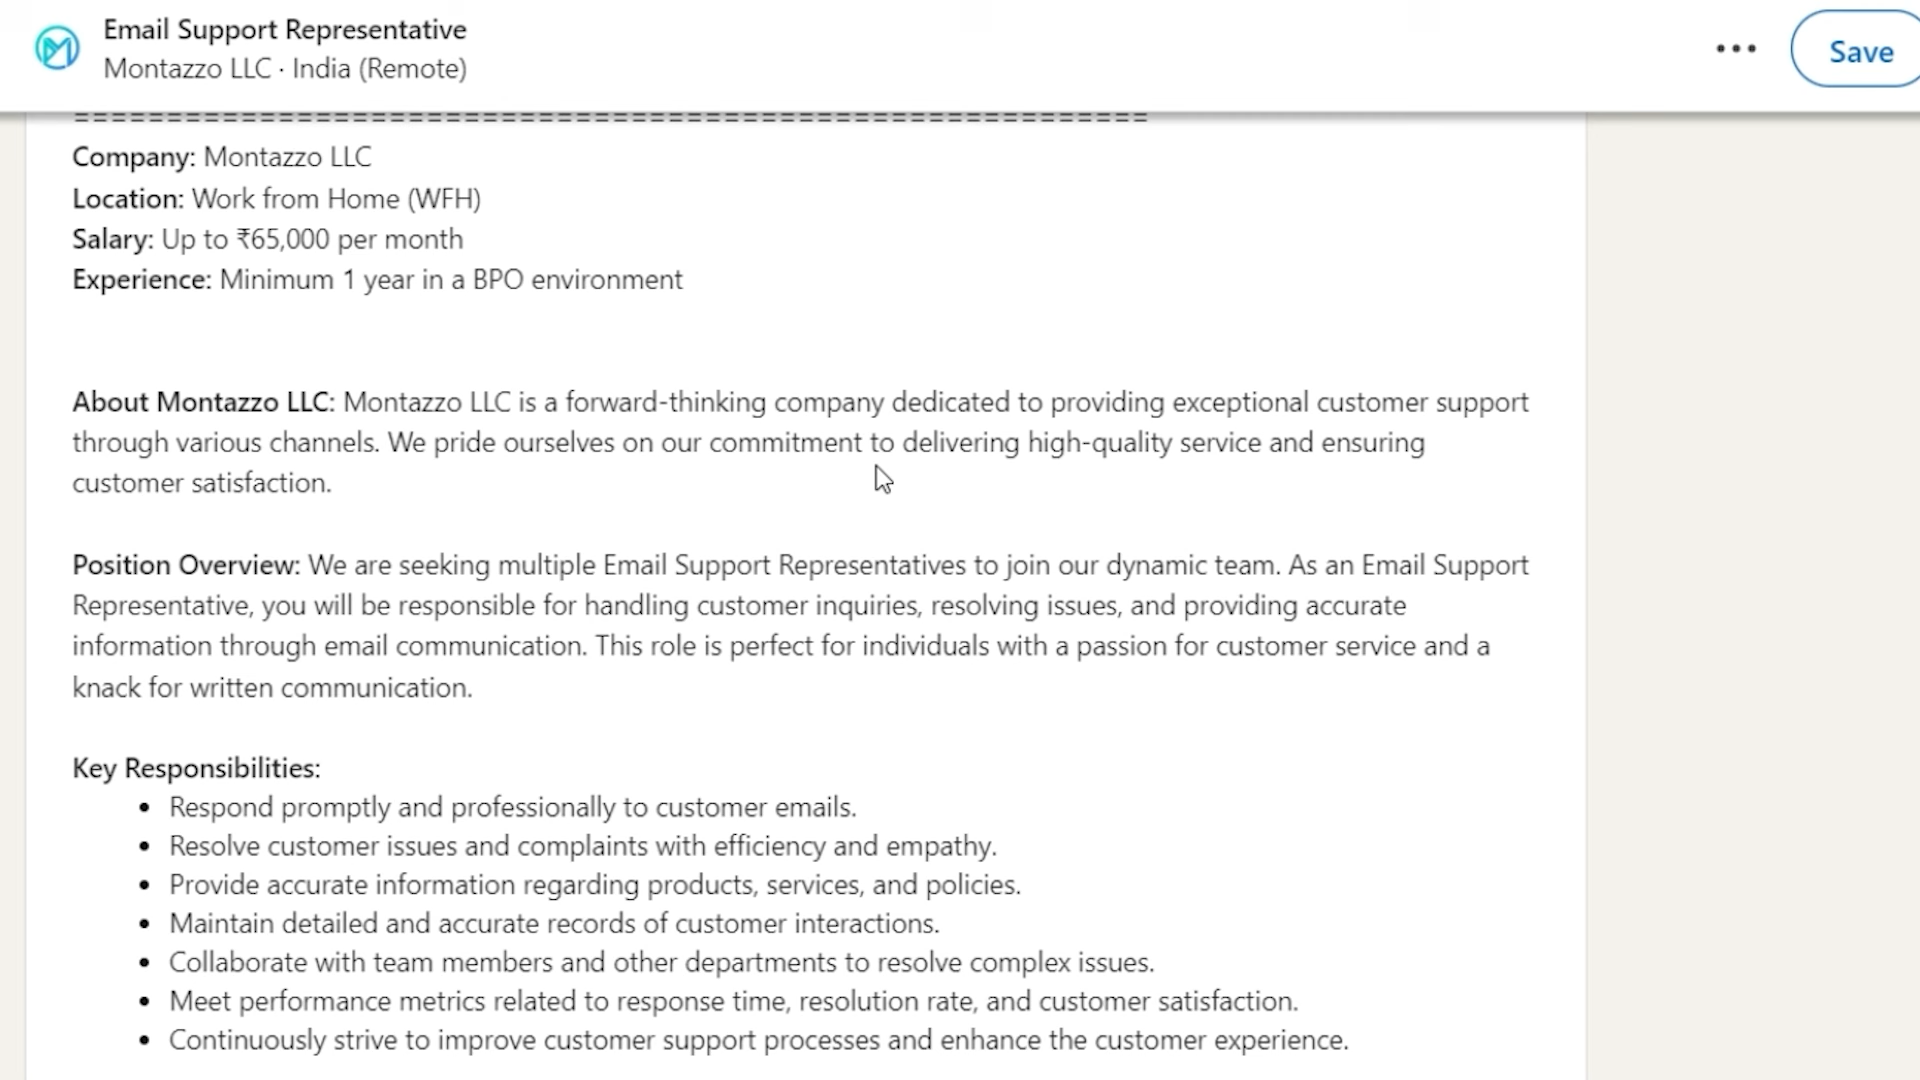 Email Support Representative
Montazzo LLC · India (Remote)
Save
==========================================================
Company: Montazzo LLC
Location: Work from Home (WFH)
Salary: Up to ₹65,000 per month
Experience: Minimum 1 year in a BPO environment
About Montazzo LLC: Montazzo LLC is a forward-thinking company dedicated to providing exceptional customer support
through various channels. We pride ourselves on our commitment to delivering high-quality service and ensuring
customer satisfaction.
Position Overview: We are seeking multiple Email Support Representatives to join our dynamic team. As an Email Support
Representative, you will be responsible for handling customer inquiries, resolving issues, and providing accurate
information through email communication. This role is perfect for individuals with a passion for customer service and a
knack for written communication.
Key Responsibilities:
• Respond promptly and professionally to customer emails.
• Resolve customer issues and complaints with efficiency and empathy.
• Provide accurate information regarding products, services, and policies.
• Maintain detailed and accurate records of customer interactions.
• Collaborate with team members and other departments to resolve complex issues.
• Meet performance metrics related to response time, resolution rate, and customer satisfaction.
• Continuously strive to improve customer support processes and enhance the customer experience.